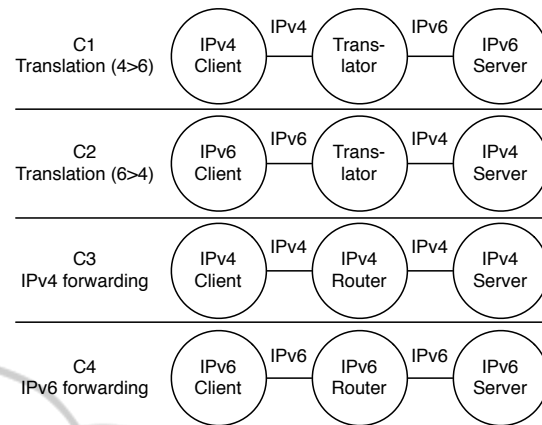 C1
Translation (4>6)
IPv4
Client
IPv4
Trans-
lator
IPv6
IPv6
Server
C2
Translation (6>4)
IPv6
Client
IPv6
Trans-
lator
IPv4
IPv4
Server
C3
IPv4 forwarding
IPv4
Client
IPv4
IPv4
Router
IPv4
IPv4
Server
C4
IPv6 forwarding
IPv6
Client
IPv6
IPv6
Router
IPv6
IPv6
Server